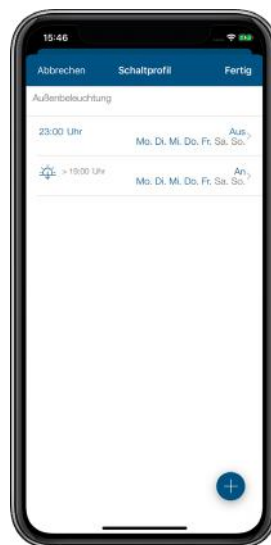 15:46
Abbrechen Schaltprofil Fertig
Außenbeleuchtung
23:00 Uhr Aus
Mo. Di. Mi. Do. Fr. Sa. So.
> 19:00 Uhr An
Mo. Di. Mi. Do. Fr. Sa. So.